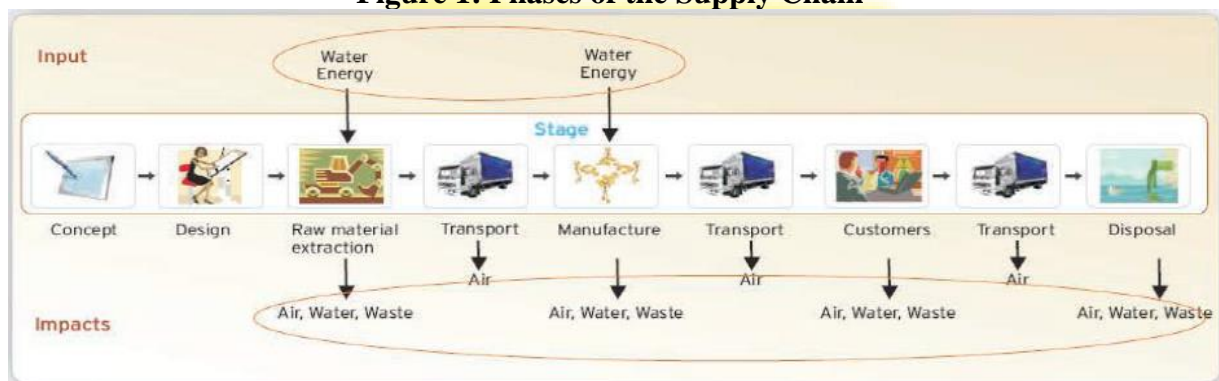 Figure 1. Phases of the Supply Chain
Input
Water
Energy
Water
Energy
Stage
Concept
Design
Raw material
extraction
Transport
Manufacture
Transport
Customers
Transport
Disposal
Air
Air
Air
Impacts
Air, Water, Waste
Air, Water, Waste
Air, Water, Waste
Air, Water, Waste